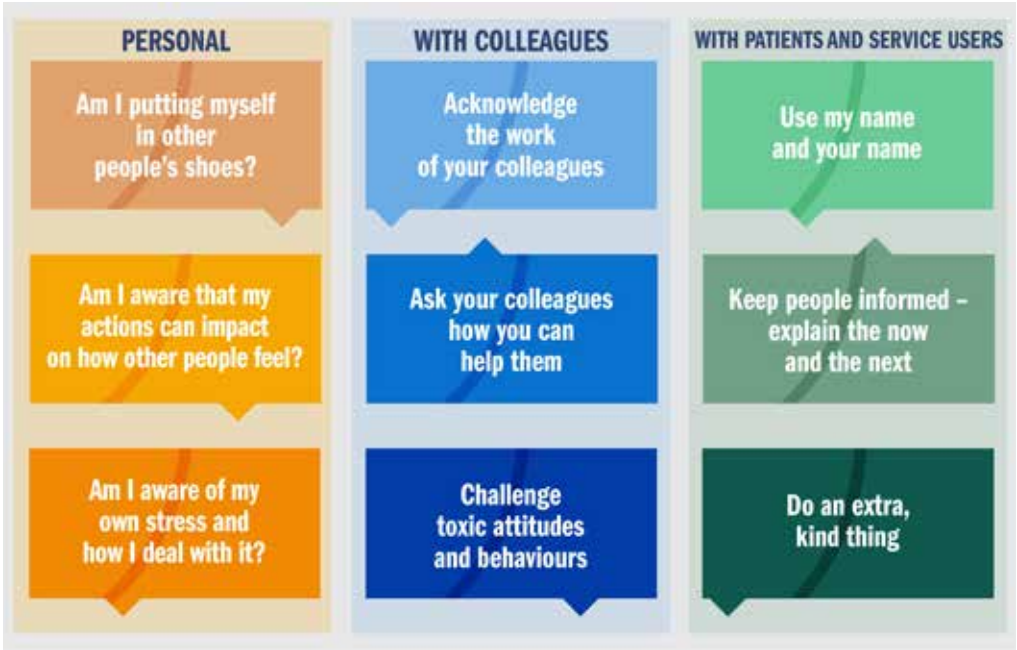 PERSONAL
Am I putting myself
in other
people's shoes?
Am I aware that my
actions can impact
on how other people feel?
Am I aware of my
own stress and
how I deal with it?
WITH COLLEAGUES
Acknowledge
the work
of your colleagues
Ask your colleagues
how you can
help them
Challenge
toxic attitudes
and behaviours
WITH PATIENTS AND SERVICE USERS
Use my name
and your name
Keep people informed –
explain the now
and the next
Do an extra,
kind thing